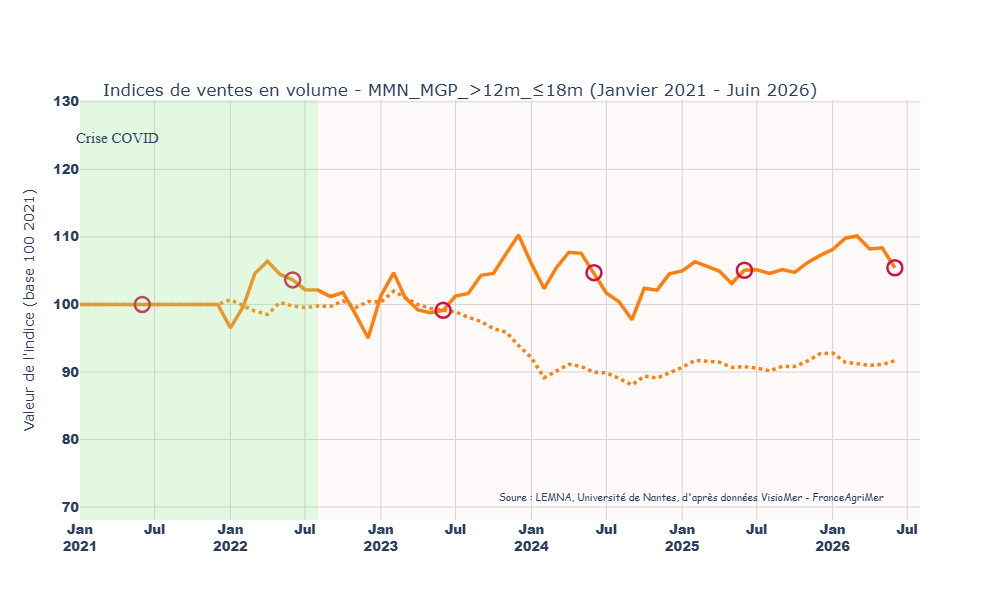 Indices de ventes en volume - MMN_MGP_>12m_≤18m (Janvier 2021 - Juin 2026)
Valeur de l'indice (base 100 2021)
130
120
110
100
90
80
70
Crise COVID
Soure : LEMNA, Université de Nantes, d'après données VisioMer - FranceAgriMer
Jan Jul Jan Jul Jan Jul Jan Jul Jan Jul Jan Jul
2021 2022 2023 2024 2025 2026